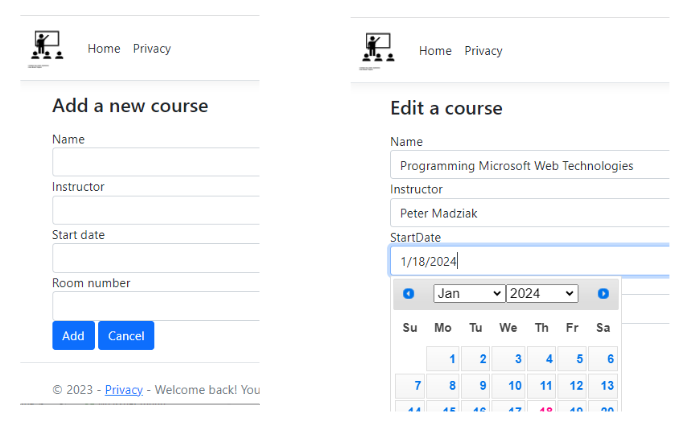 Home Privacy
Add a new course
Name
Instructor
Start date
Room number
Add Cancel
© 2023 - Privacy - Welcome back! You
Home Privacy
Edit a course
Name
Programming Microsoft Web Technologies
Instructor
Peter Madziak
StartDate
1/18/2024
Jan 2024
Su Mo Tu We Th Fr Sa
1 2 3 4 5 6
7 8 9 10 11 12 13
14 15 16 17 18 19 20